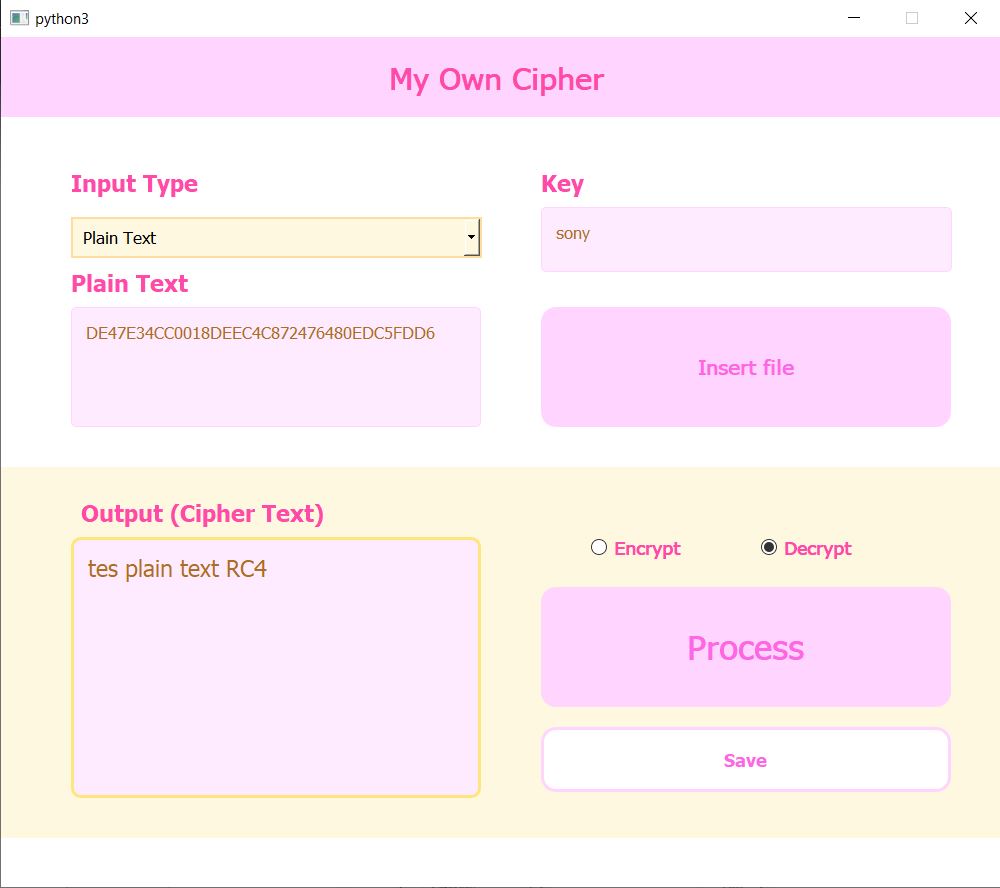 python3
My Own Cipher
Input Type
Plain Text
Key
sony
Plain Text
DE47E34CC0018DEEC4C872476480EDC5FDD6
Insert file
Output (Cipher Text)
tes plain text RC4
Encrypt
Decrypt
Process
Save